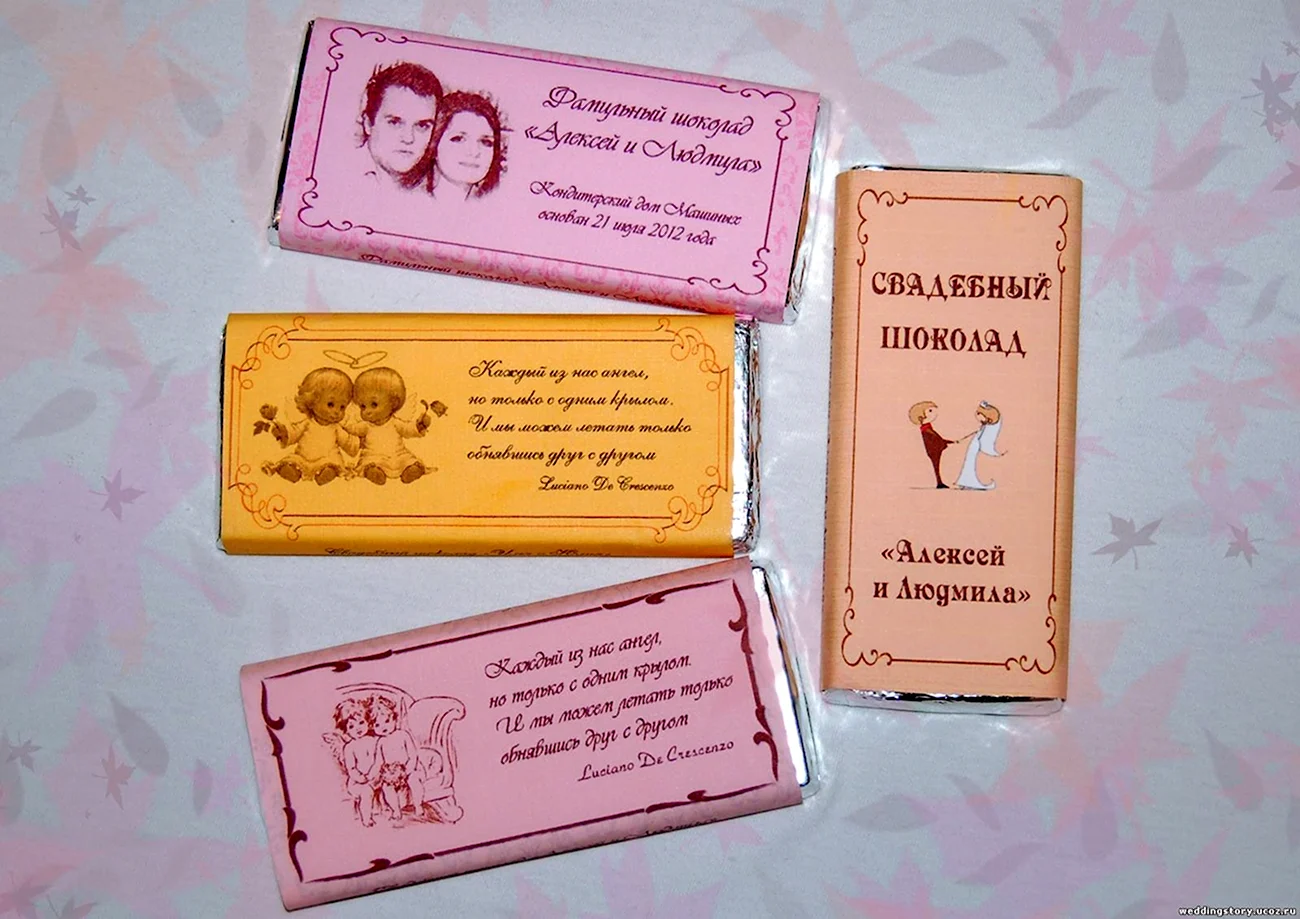 Фамильный шоколад
«Алексей и Людмила»
Кондитерский дом Машиных
основан 21 июля 2012 года
Фамильный шоколад
СВАДЕБНЫЙ
ШОКОЛАД
«Алексей
и Людмила»
Каждый из нас ангел,
но только с одним крылом.
И мы можем летать только
обнявшись друг с другом
Luciano De Crescenzo
Каждый из нас ангел,
но только с одним крылом.
И мы можем летать только
обнявшись друг с другом
Luciano De Crescenzo
weddingstory.ucoz.ru